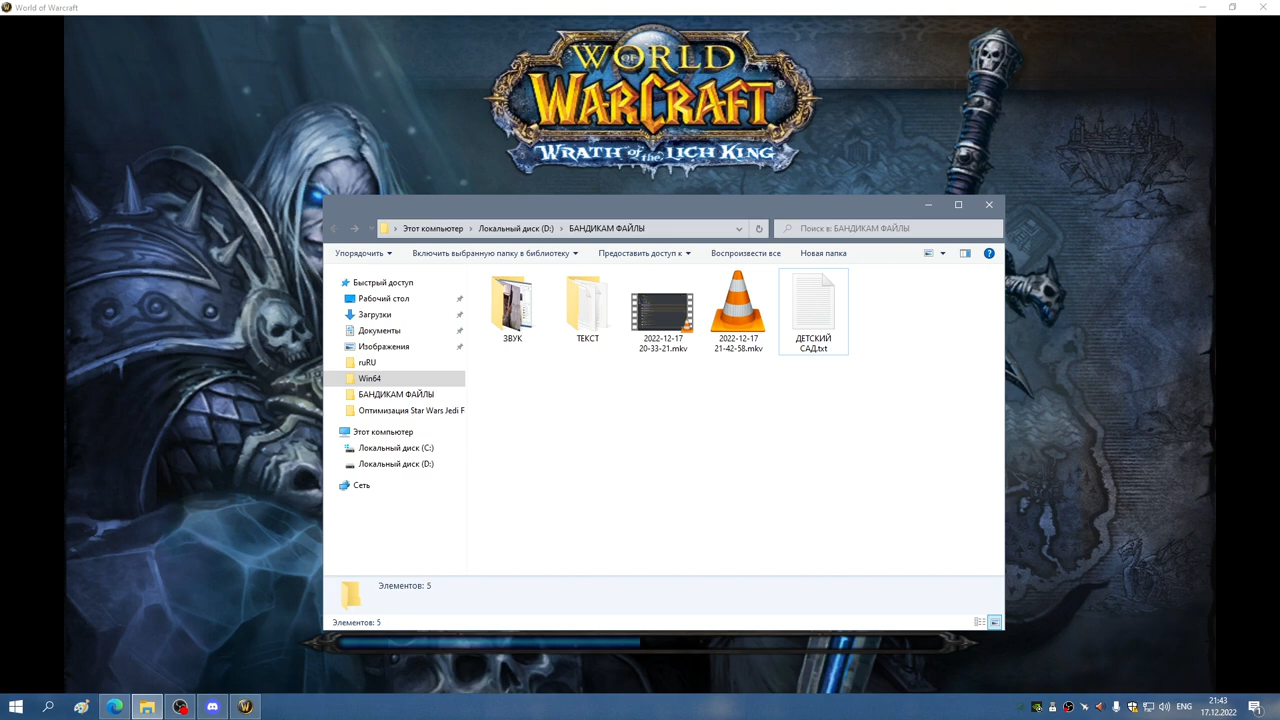 World of Warcraft
WORLD
OF
WARCRAFT
®
WRATH OF THE LICH KING
Этот компьютер
Локальный диск (D:)
БАНДИКАМ ФАЙЛЫ
Поиск в: БАНДИКАМ ФАЙЛЫ
Упорядочить
Включить выбранную папку в библиотеку
Предоставить доступ к
Воспроизвести все
Новая папка
Быстрый доступ
Рабочий стол
Загрузки
Документы
Изображения
ruRU
Win64
БАНДИКАМ ФАЙЛЫ
Оптимизация Star Wars Jedi F
Этот компьютер
Локальный диск (C:)
Локальный диск (D:)
Сеть
ЗВУК
ТЕКСТ
2022-12-17
20-33-21.mkv
2022-12-17
21-42-58.mkv
ДЕТСКИЙ
САД.txt
Элементов: 5
Элементов: 5
ENG
21:43
17.12.2022
1